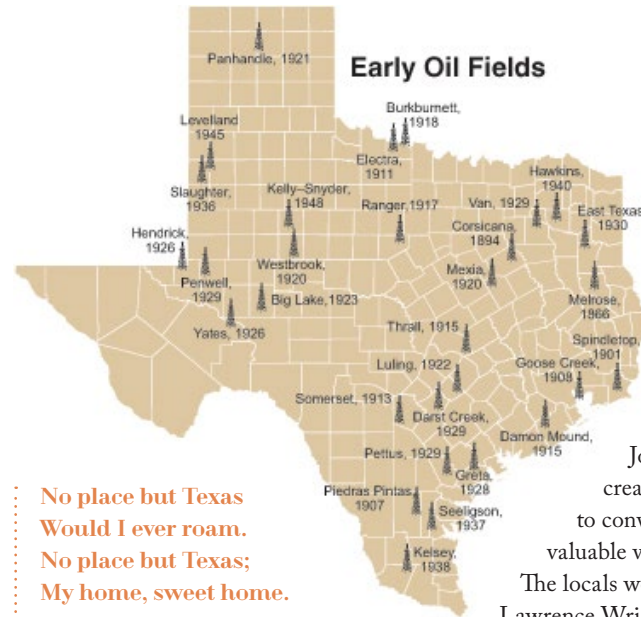 Early Oil Fields
Panhandle, 1921
Burkburnett,
1918
Electra,
1911
Levelland
1945
Slaughter,
1936
Kelly–Snyder,
1948
Ranger,1917
Van, 1929
Hawkins,
1940
East Texas
1930
Corsicana,
1894
Hendrick,
1926
Penwell,
1929
Westbrook,
1920
Mexia,
1920
Big Lake,1923
Yates, 1926
Melrose,
1866
Thrall, 1915
Spindletop,
1901
Luling, 1922
Goose Creek,
1908
Somerset, 1913
Darst Creek,
1929
Damon Mound,
1915
Pettus, 1929
Greta,
1928
Piedras Pintas,
1907
Seeligson,
1937
Kelsey,
1938
No place but Texas
Would I ever roam.
No place but Texas;
My home, sweet home.
crea
to conv
valuable w
The locals w
Lawrence Wri